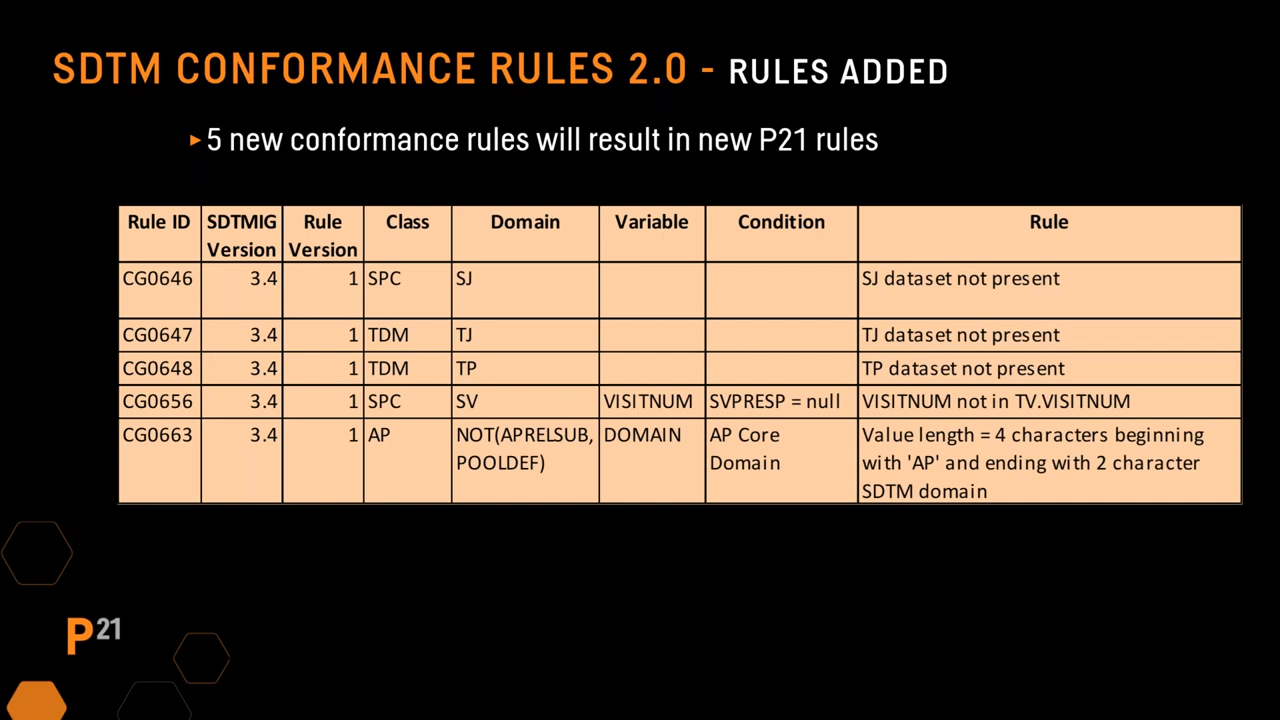 SDTM CONFORMANCE RULES 2.0 - RULES ADDED
5 new conformance rules will result in new P21 rules
Rule ID SDTMIG Version Rule Version Class Domain Variable Condition Rule
CG0646 3.4 1 SPC SJ SJ dataset not present
CG0647 3.4 1 TDM TJ TJ dataset not present
CG0648 3.4 1 TDM TP TP dataset not present
CG0656 3.4 1 SPC SV VISITNUM SVPRESP = null VISITNUM not in TV.VISITNUM
CG0663 3.4 1 AP NOT(APRELSUB, DOMAIN AP Core Value length = 4 characters beginning
POOLDEF) Domain with 'AP' and ending with 2 character
SDTM domain
P21